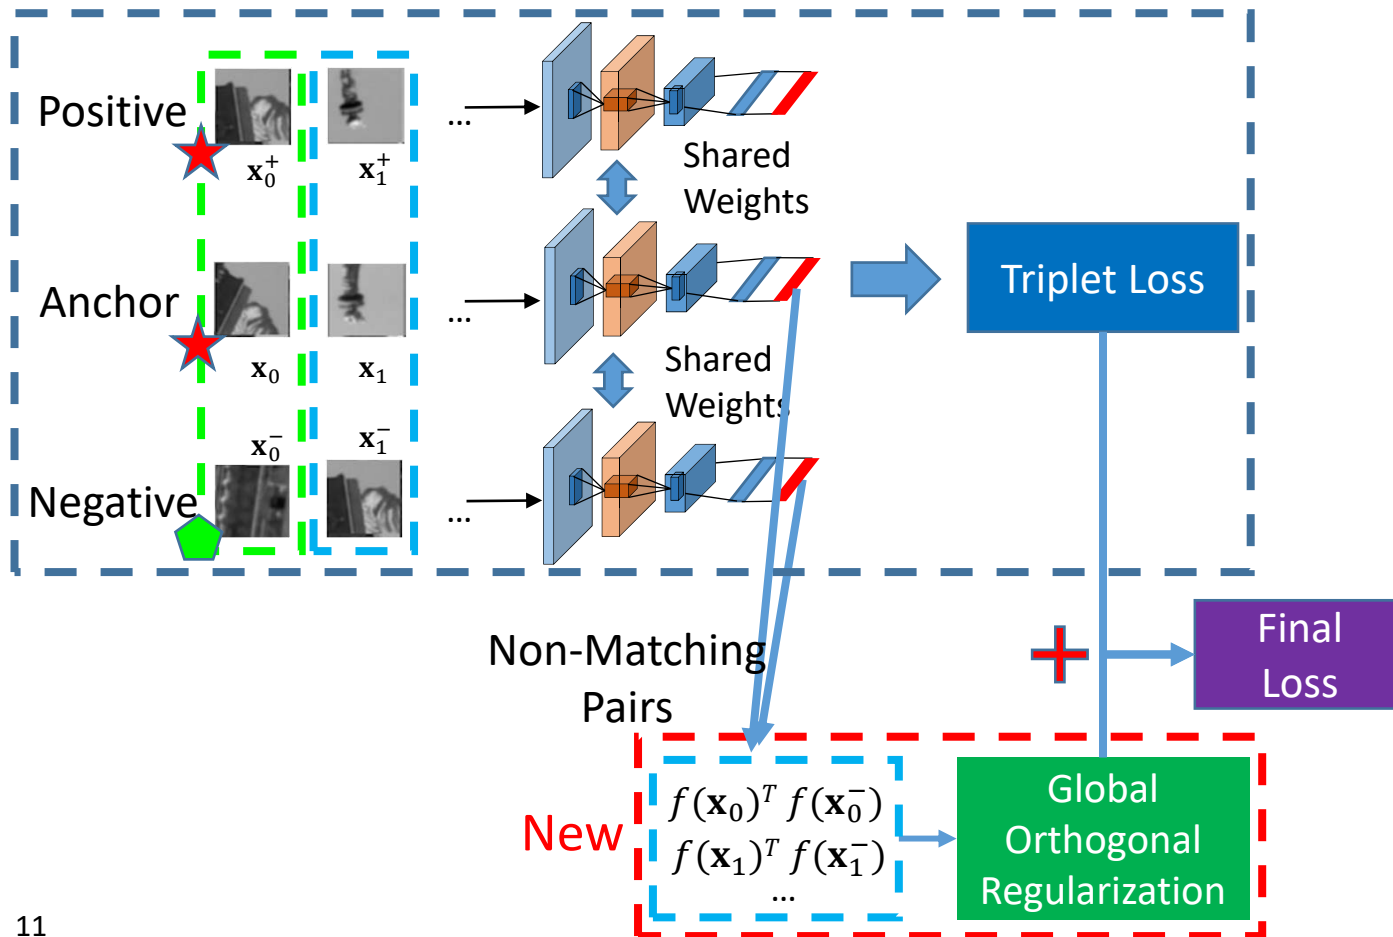 Positive
𝐱₀⁺
𝐱₁⁺
...
Shared
Weights
Anchor
𝐱₀
𝐱₁
...
Triplet Loss
Shared
Weights
𝐱₀⁻
𝐱₁⁻
Negative
...
Non-Matching
Pairs
Final
Loss
New
f(𝐱₀)ᵀ f(𝐱₀⁻)
f(𝐱₁)ᵀ f(𝐱₁⁻)
...
Global
Orthogonal
Regularization
11